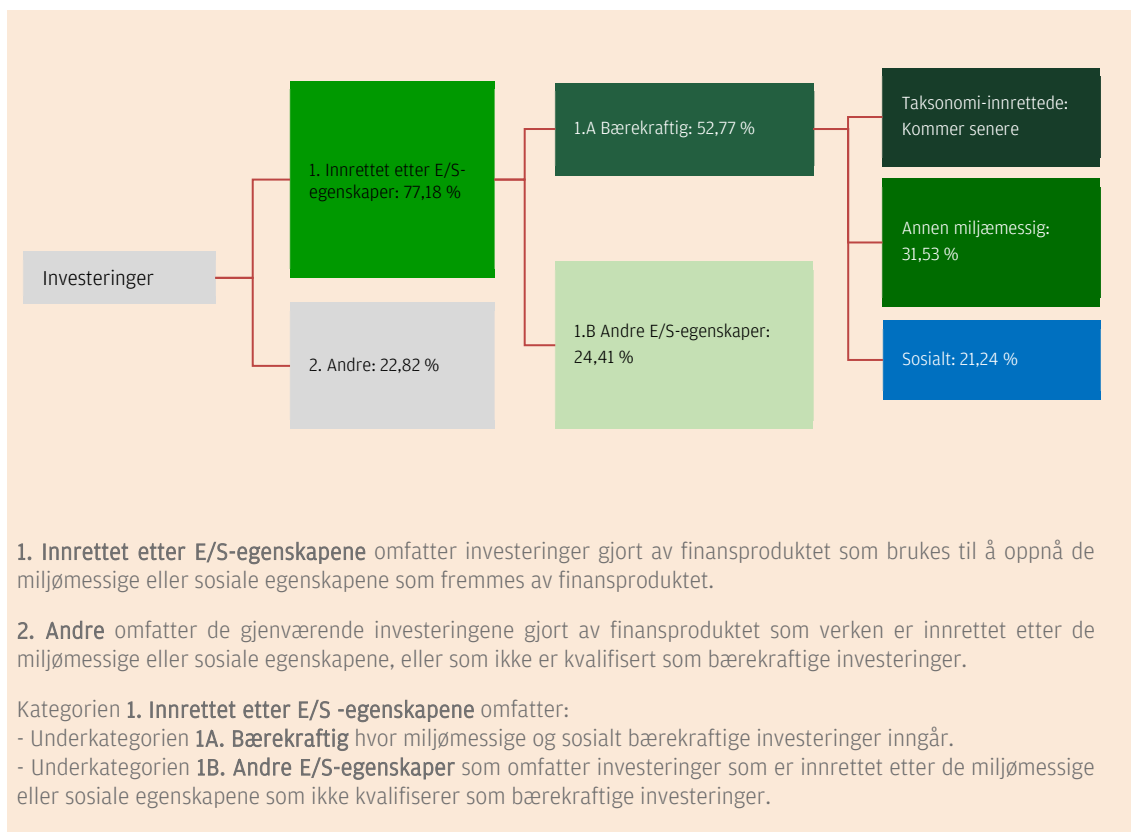 Investeringer
1. Innrettet etter E/S-
egenskaper: 77,18 %
2. Andre: 22,82 %
1.A Bærekraftig: 52,77 %
1.B Andre E/S-egenskaper:
24,41 %
Taksonomi-innrettede:
Kommer senere
Annen miljæmessig:
31,53 %
Sosialt: 21,24 %
1. Innrettet etter E/S-egenskapene omfatter investeringer gjort av finansproduktet som brukes til å oppnå de
miljømessige eller sosiale egenskapene som fremmes av finansproduktet.
2. Andre omfatter de gjenværende investeringene gjort av finansproduktet som verken er innrettet etter de
miljømessige eller sosiale egenskapene, eller som ikke er kvalifisert som bærekraftige investeringer.
Kategorien 1. Innrettet etter E/S -egenskapene omfatter:
- Underkategorien 1A. Bærekraftig hvor miljømessige og sosialt bærekraftige investeringer inngår.
- Underkategorien 1B. Andre E/S-egenskaper som omfatter investeringer som er innrettet etter de miljømessige
eller sosiale egenskapene som ikke kvalifiserer som bærekraftige investeringer.